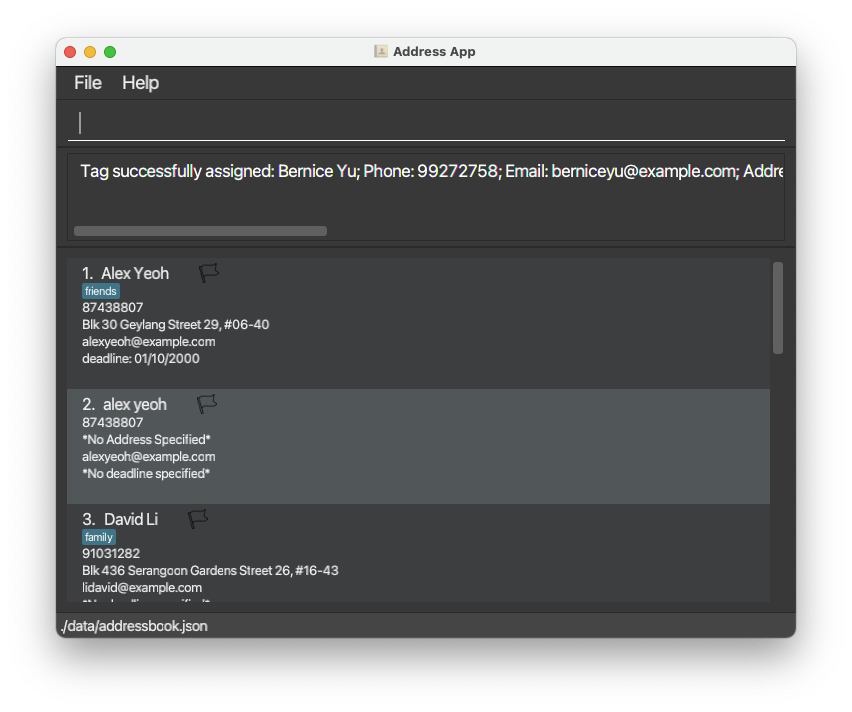 Address App
File Help
Tag successfully assigned: Bernice Yu; Phone: 99272758; Email: berniceyu@example.com; Addre
1. Alex Yeoh
friends
87438807
Blk 30 Geylang Street 29, #06-40
alexyeoh@example.com
deadline: 01/10/2000
2. alex yeoh
87438807
*No Address Specified*
alexyeoh@example.com
*No deadline specified*
3. David Li
family
91031282
Blk 436 Serangoon Gardens Street 26, #16-43
lidavid@example.com
./data/addressbook.json